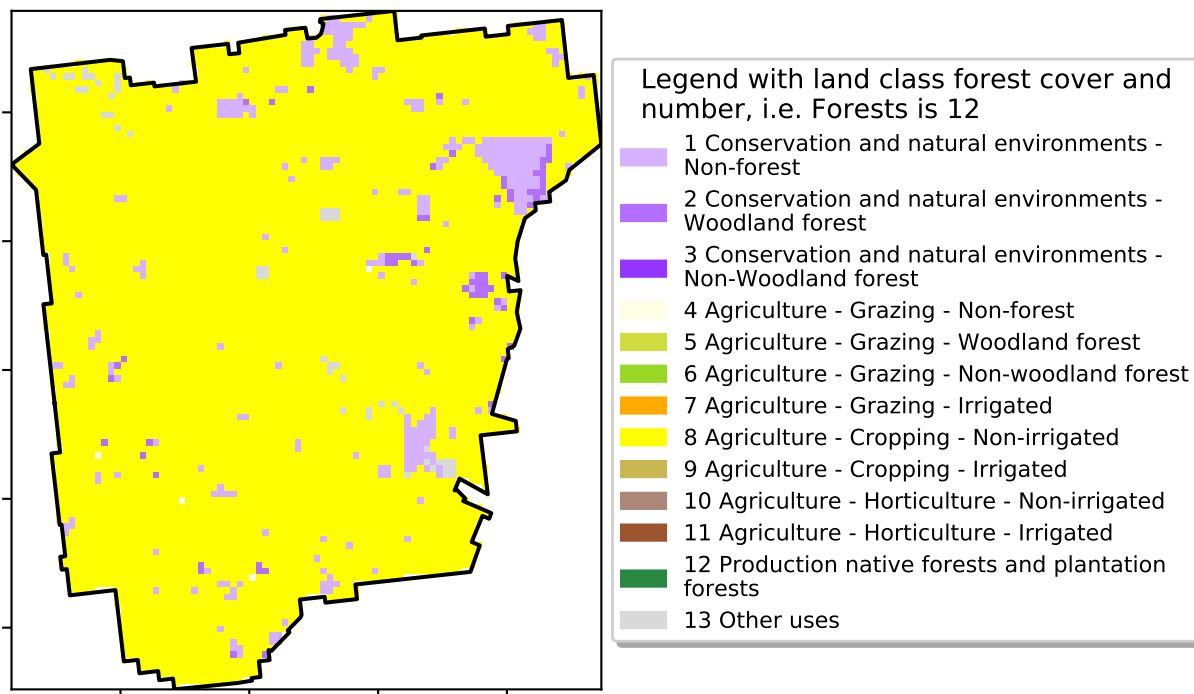 Legend with land class forest cover and
number, i.e. Forests is 12
1 Conservation and natural environments -
Non-forest
2 Conservation and natural environments -
Woodland forest
3 Conservation and natural environments -
Non-Woodland forest
4 Agriculture - Grazing - Non-forest
5 Agriculture - Grazing - Woodland forest
6 Agriculture - Grazing - Non-woodland forest
7 Agriculture - Grazing - Irrigated
8 Agriculture - Cropping - Non-irrigated
9 Agriculture - Cropping - Irrigated
10 Agriculture - Horticulture - Non-irrigated
11 Agriculture - Horticulture - Irrigated
12 Production native forests and plantation
forests
13 Other uses